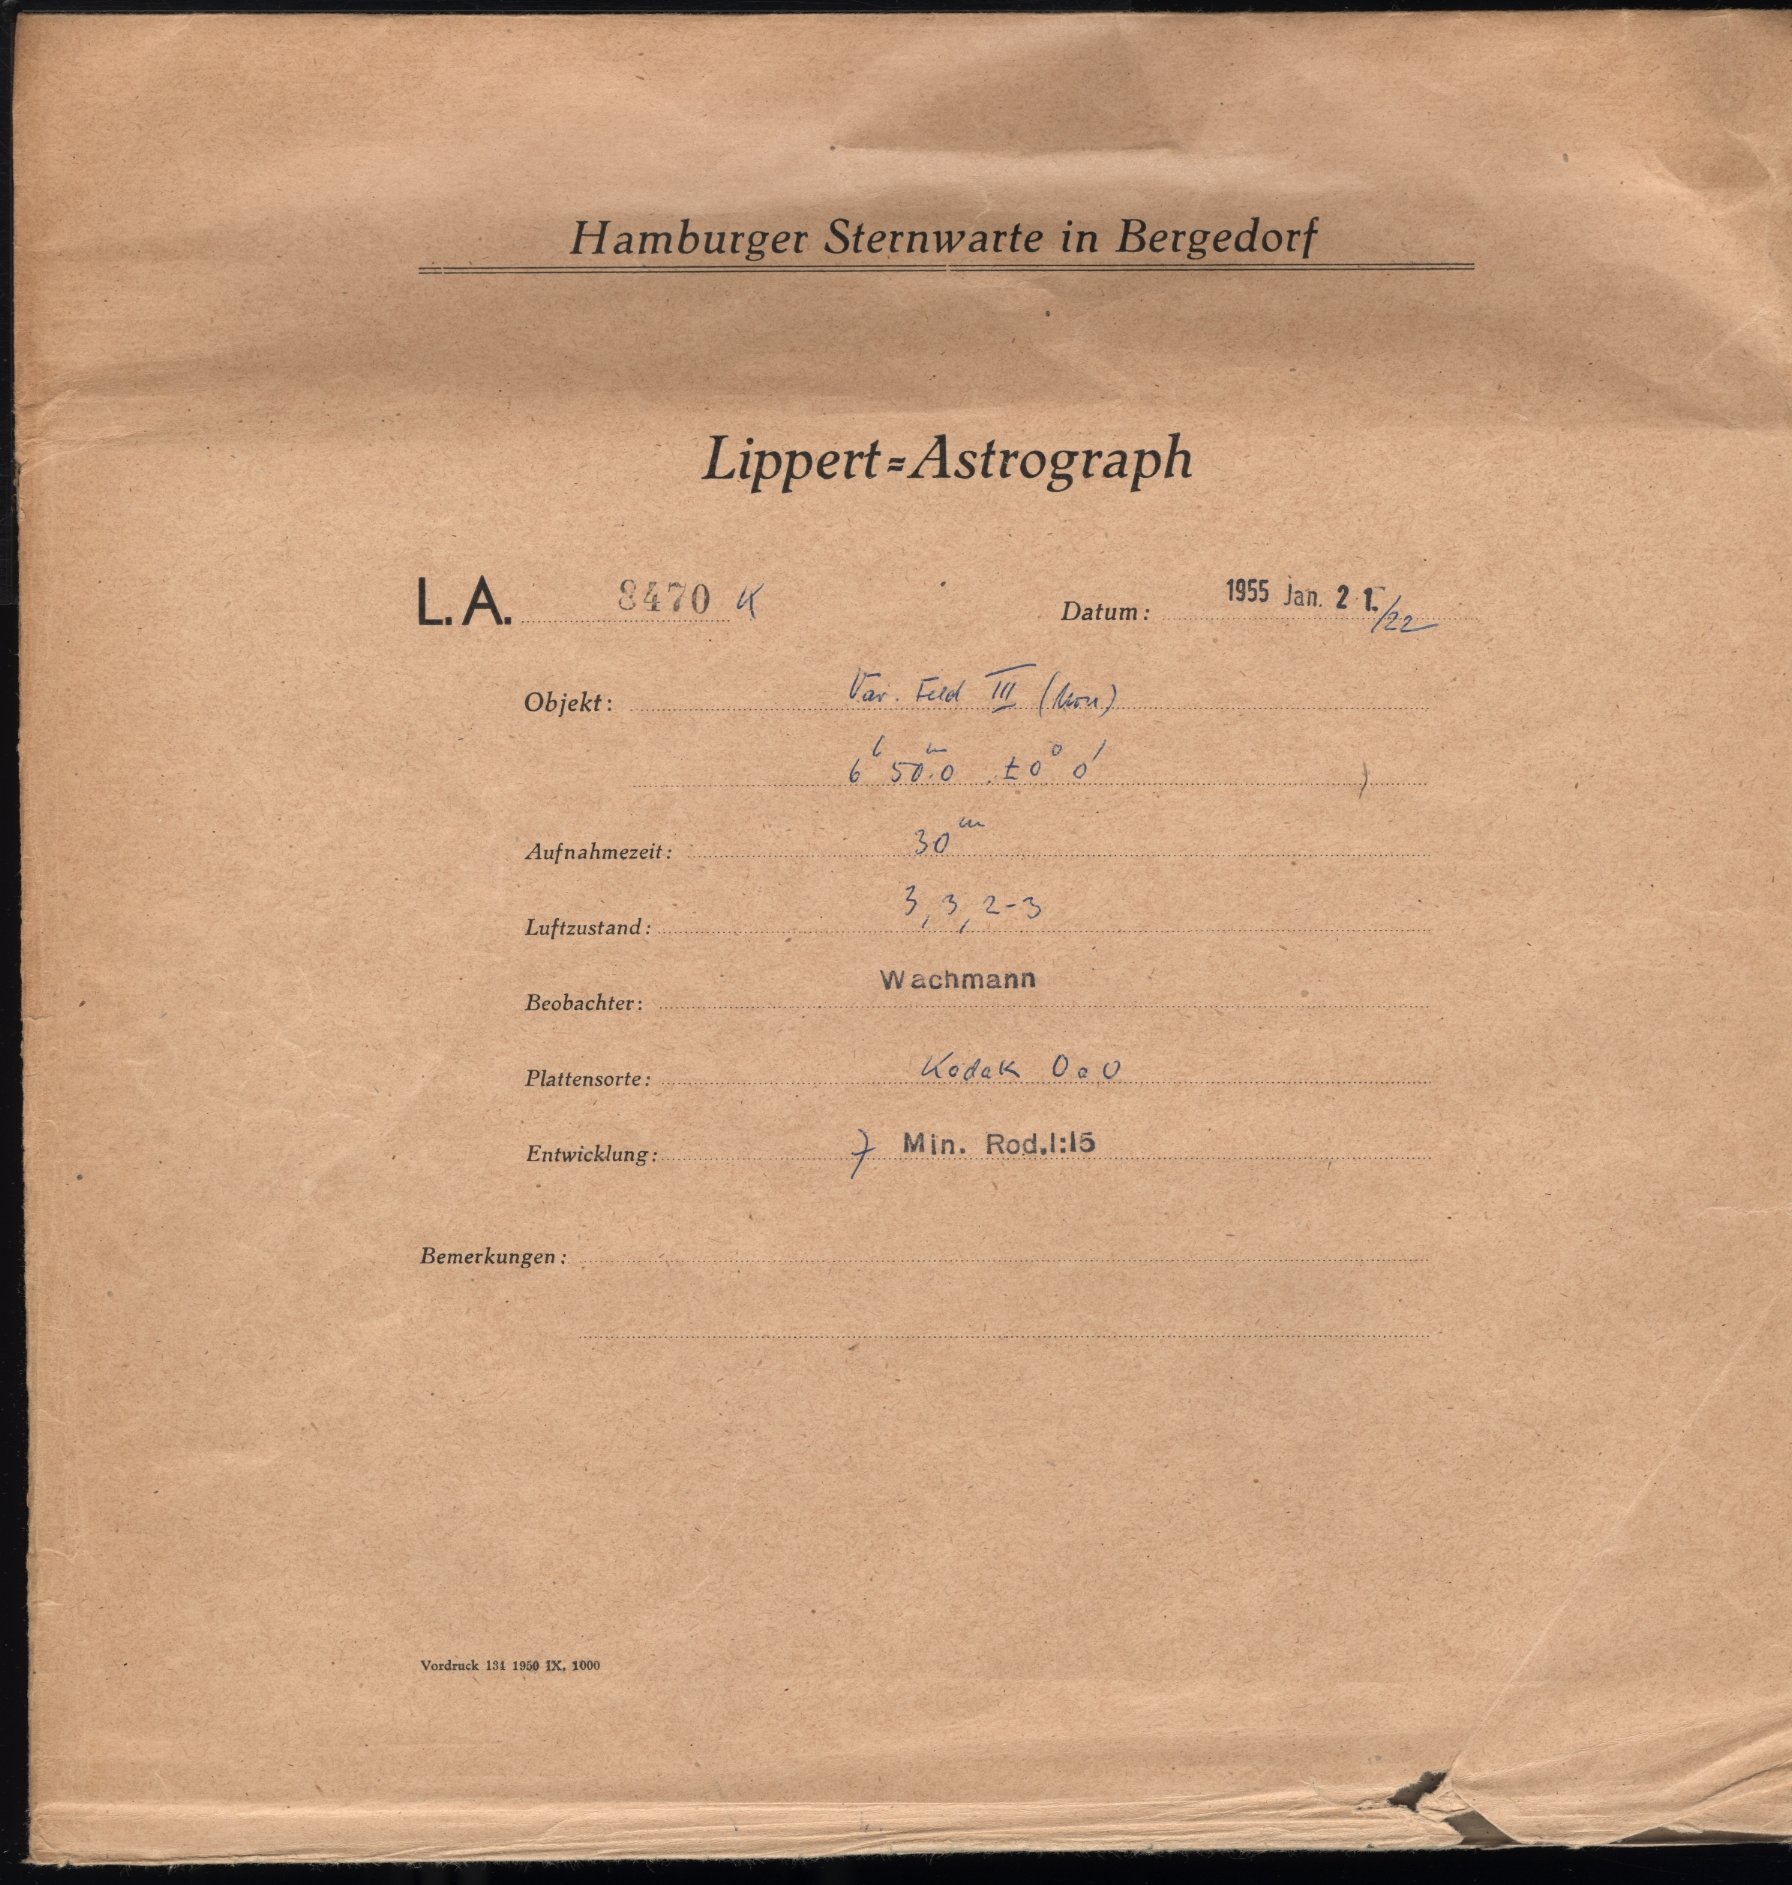 Hamburger Sternwarte in Bergedorf
Lippert=Astrograph
L. A. 8470 K Datum: 1955 Jan. 21./22
Objekt: Var. Feld III (Mon)
6h 50m.0 ±0° 0'
Aufnahmezeit: 30m
Luftzustand: 3, 3, 2-3
Beobachter: Wachmann
Plattensorte: Kodak OaO
Entwicklung: 7 Min. Rod. 1:15
Bemerkungen:
Vordruck 134 1950 IX. 1000